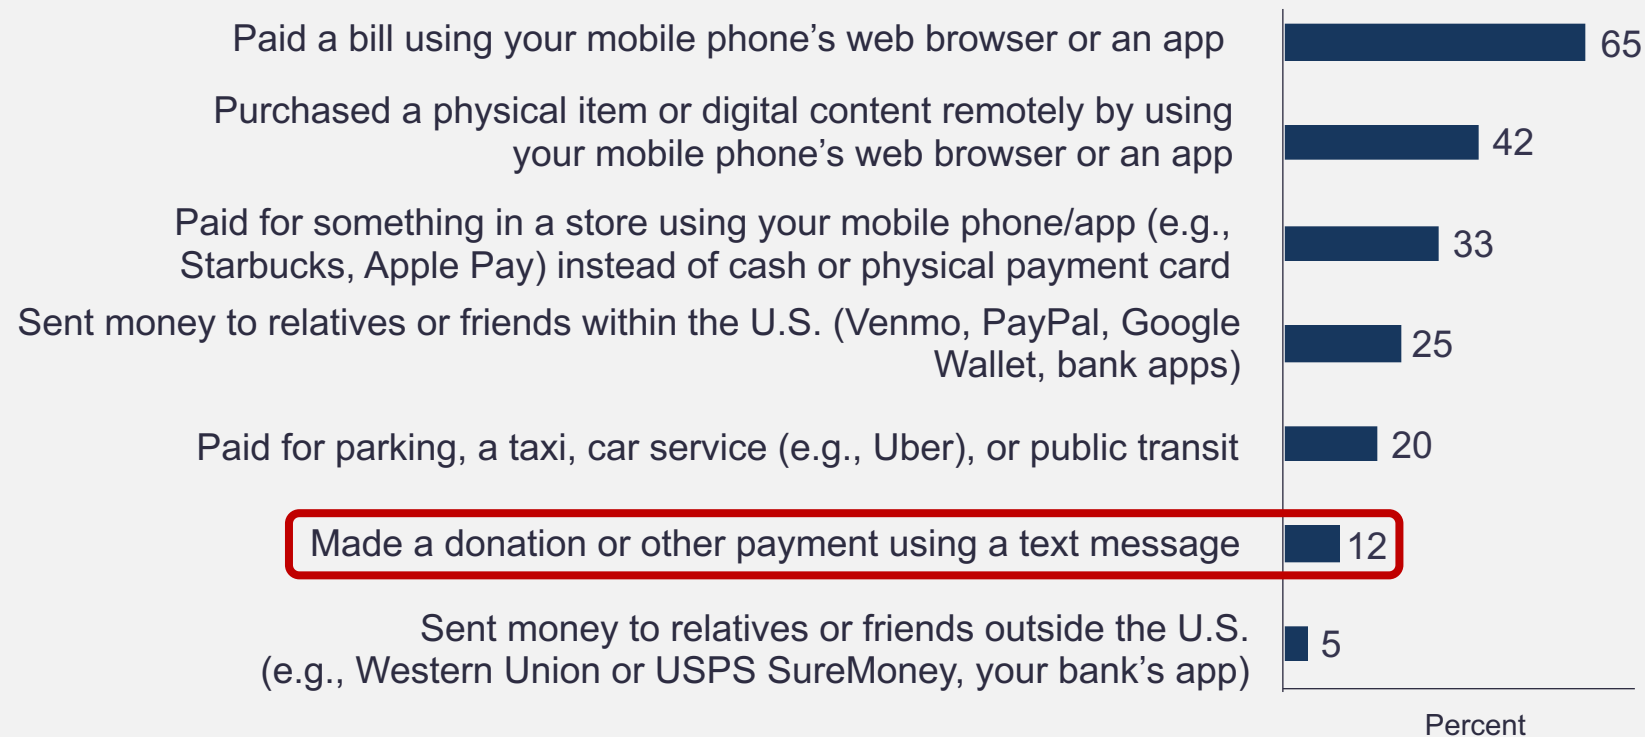 Paid a bill using your mobile phone’s web browser or an app
65
Purchased a physical item or digital content remotely by using
your mobile phone’s web browser or an app
42
Paid for something in a store using your mobile phone/app (e.g.,
Starbucks, Apple Pay) instead of cash or physical payment card
33
Sent money to relatives or friends within the U.S. (Venmo, PayPal, Google
Wallet, bank apps)
25
Paid for parking, a taxi, car service (e.g., Uber), or public transit
20
Made a donation or other payment using a text message
12
Sent money to relatives or friends outside the U.S.
(e.g., Western Union or USPS SureMoney, your bank’s app)
5
Percent